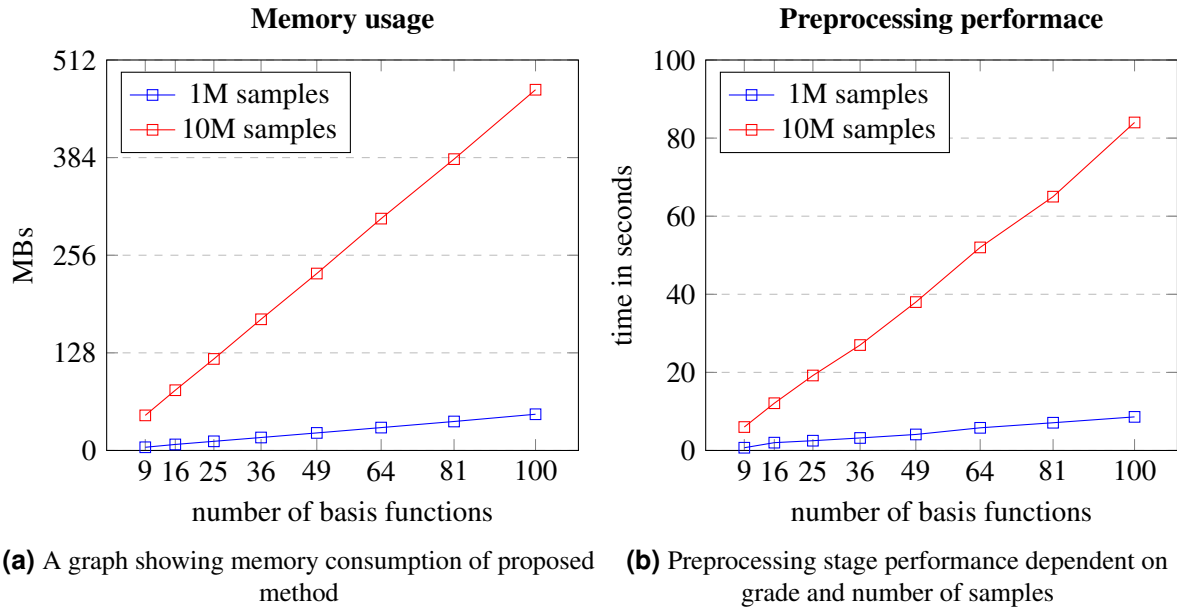 Memory usage
512
384
256
128
0
MBs
1M samples
10M samples
9 16 25 36 49 64 81 100
number of basis functions
(a) A graph showing memory consumption of proposed
method
Preprocessing performace
100
80
60
40
20
0
time in seconds
1M samples
10M samples
9 16 25 36 49 64 81 100
number of basis functions
(b) Preprocessing stage performance dependent on
grade and number of samples